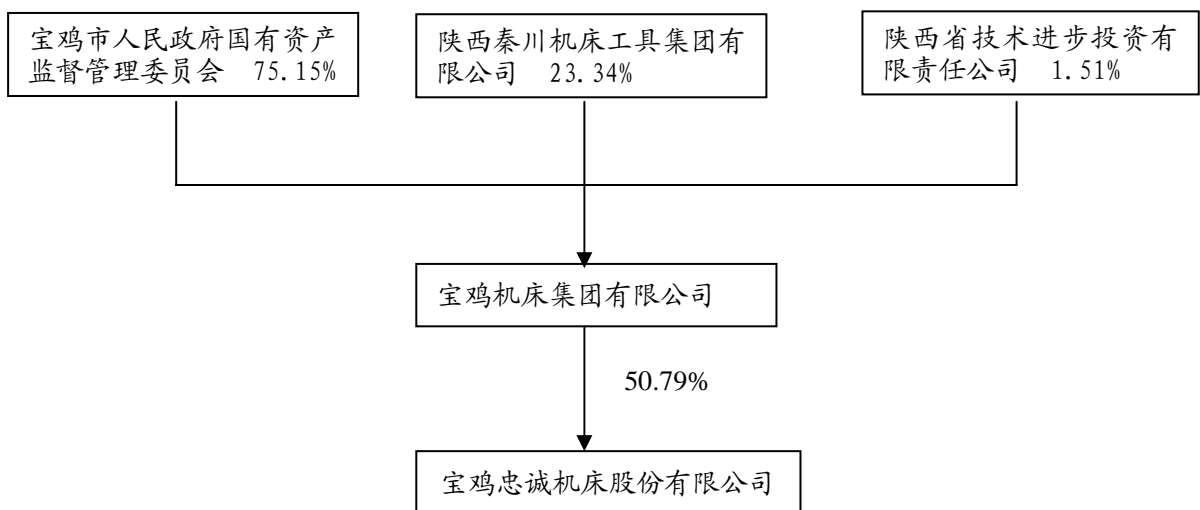 宝鸡市人民政府国有资产
监督管理委员会 75.15%
陕西秦川机床工具集团有
限公司 23.34%
陕西省技术进步投资有
限责任公司 1.51%
宝鸡机床集团有限公司
50.79%
宝鸡忠诚机床股份有限公司